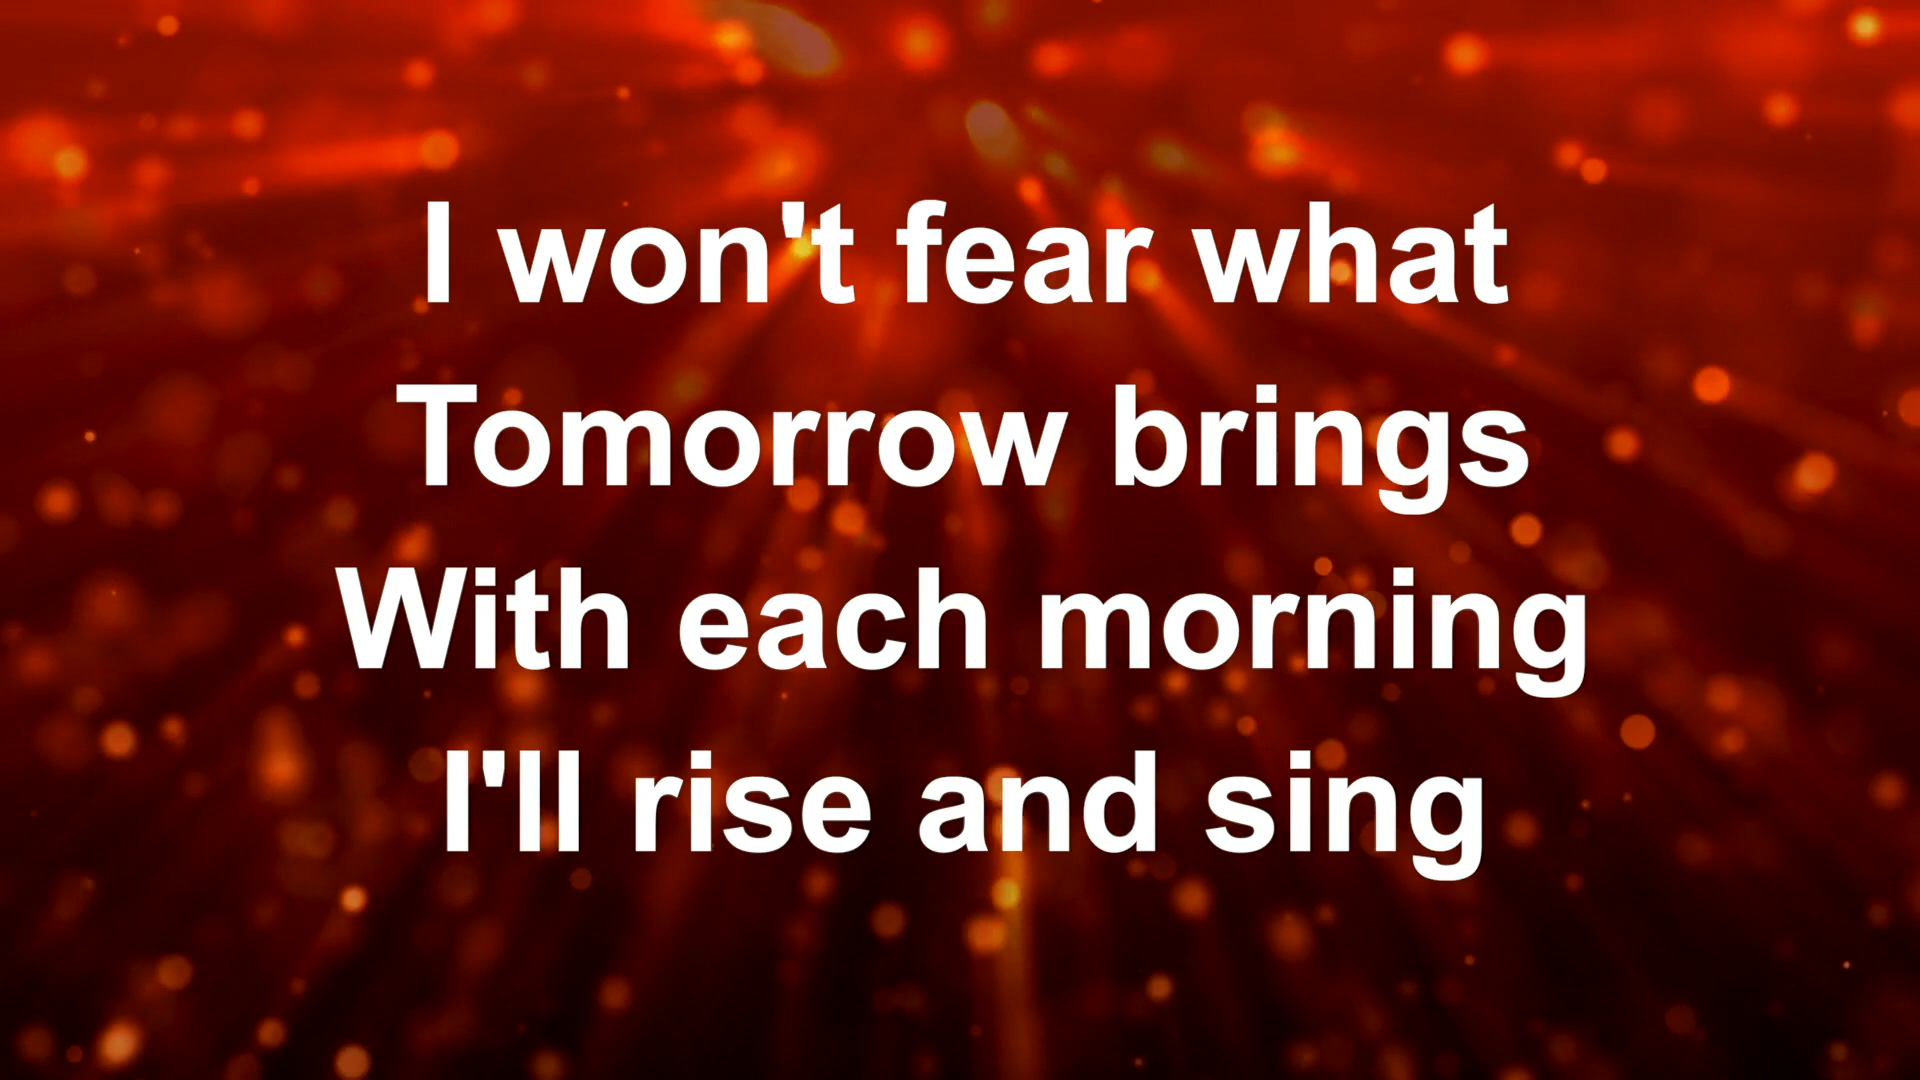 I won't fear what
Tomorrow brings
With each morning
I'll rise and sing